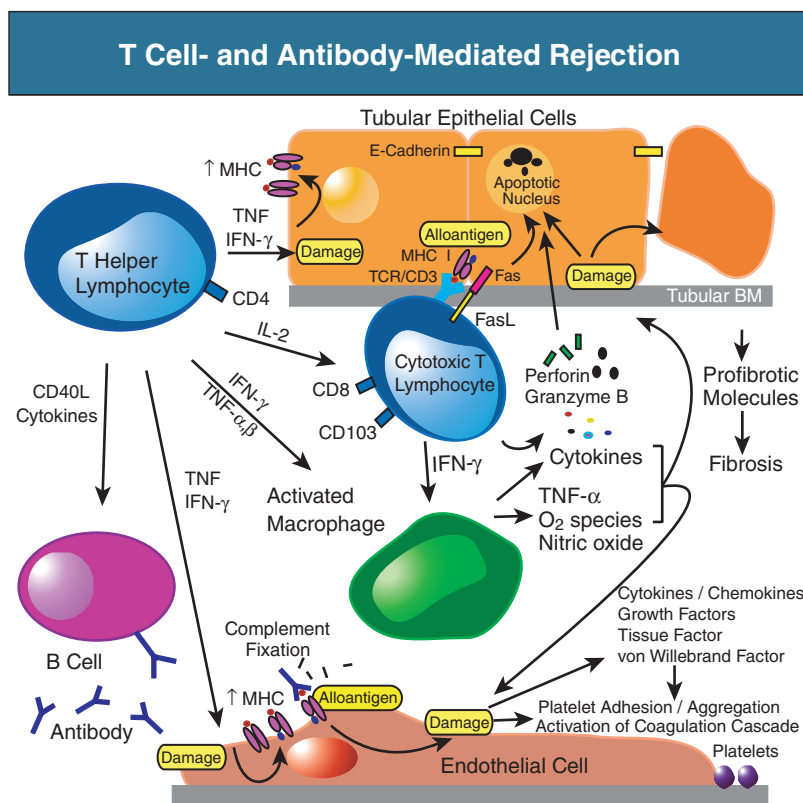 T Cell- and Antibody-Mediated Rejection
Tubular Epithelial Cells
E-Cadherin
↑ MHC
Apoptotic
Nucleus
TNF
IFN-γ
Damage
Alloantigen
MHC I
TCR/CD3
Fas
Damage
Tubular BM
T Helper
Lymphocyte
CD4
FasL
IL-2
Cytotoxic T
Lymphocyte
CD8
CD103
Perforin
Granzyme B
Profibrotic
Molecules
Fibrosis
CD40L
Cytokines
IFN-γ
TNF-α,β
TNF
IFN-γ
IFN-γ
Cytokines
Activated
Macrophage
TNF-α
O₂ species
Nitric oxide
B Cell
Antibody
Complement
Fixation
↑ MHC
Alloantigen
Damage
Damage
Cytokines / Chemokines
Growth Factors
Tissue Factor
von Willebrand Factor
Platelet Adhesion / Aggregation
Activation of Coagulation Cascade
Platelets
Endothelial Cell